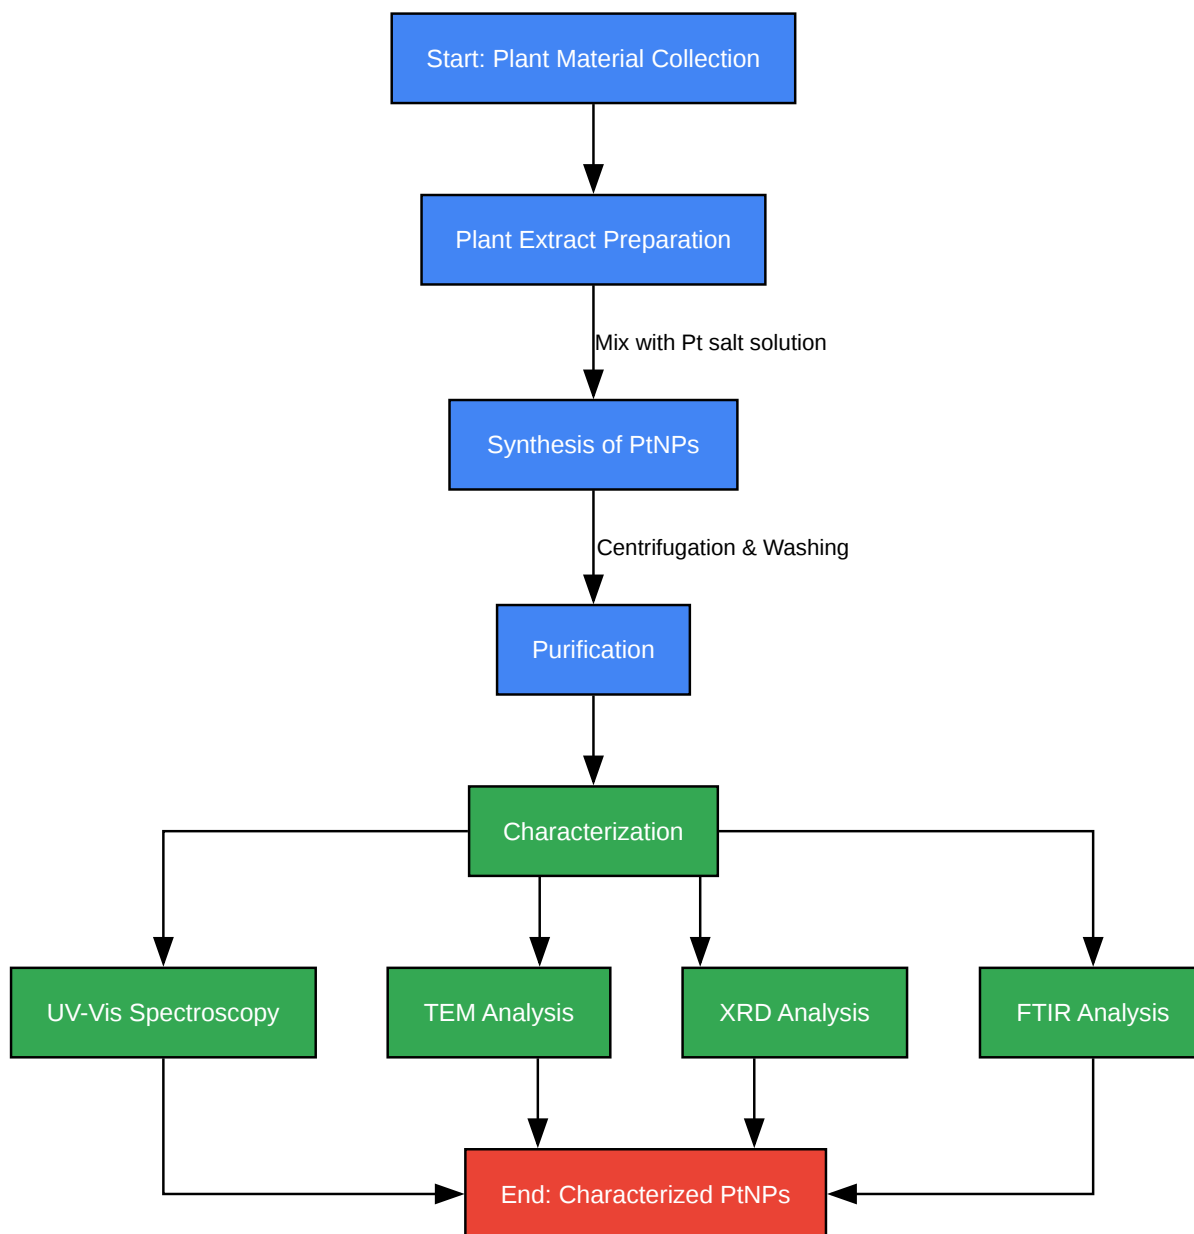 Start: Plant Material Collection
Plant Extract Preparation
Mix with Pt salt solution
Synthesis of PtNPs
Centrifugation & Washing
Purification
Characterization
UV-Vis Spectroscopy
TEM Analysis
XRD Analysis
FTIR Analysis
End: Characterized PtNPs